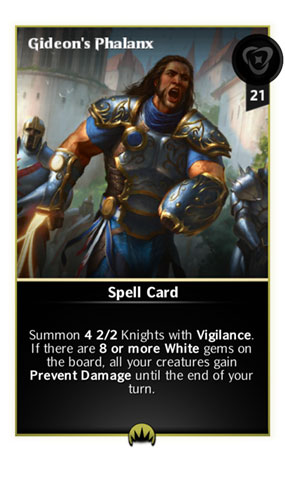 Gideon's Phalanx
21
Spell Card
Summon 4 2/2 Knights with Vigilance.
If there are 8 or more White gems on
the board, all your creatures gain
Prevent Damage until the end of your
turn.